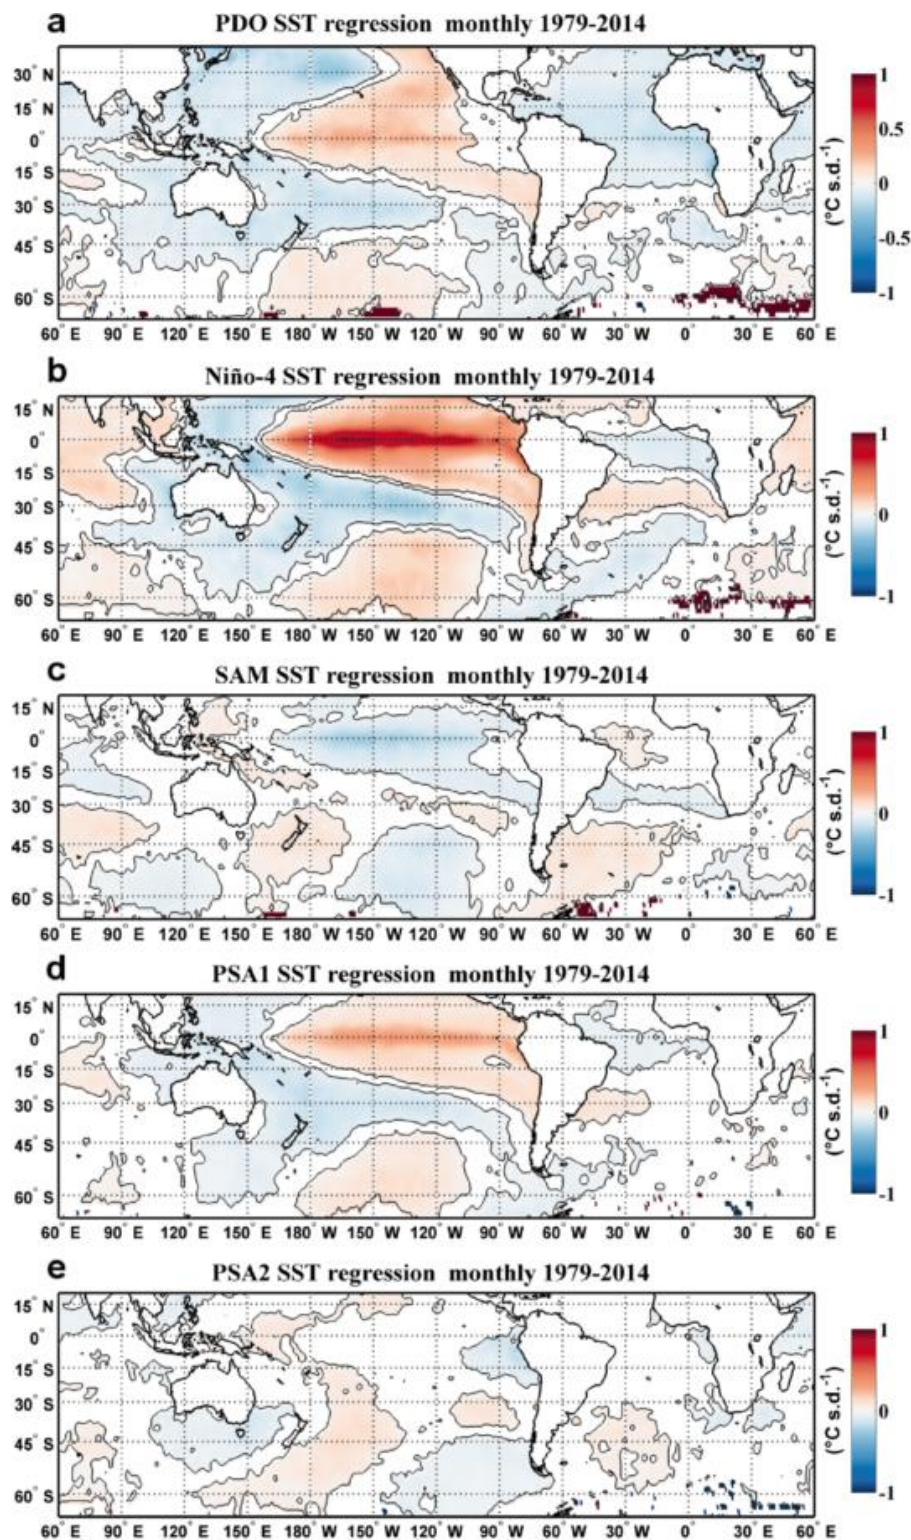 a
PDO SST regression monthly 1979-2014
30° N
15° N
0°
15° S
30° S
45° S
60° S
60° E 90° E 120° E 150° E 180° W 150° W 120° W 90° W 60° W 30° W 0° 30° E 60° E
1
0.5
0
-0.5
-1
(°C s.d.⁻¹)
b
Niño-4 SST regression monthly 1979-2014
15° N
0°
15° S
30° S
45° S
60° S
60° E 90° E 120° E 150° E 180° W 150° W 120° W 90° W 60° W 30° W 0° 30° E 60° E
1
0
-1
(°C s.d.⁻¹)
c
SAM SST regression monthly 1979-2014
15° N
0°
15° S
30° S
45° S
60° S
60° E 90° E 120° E 150° E 180° W 150° W 120° W 90° W 60° W 30° W 0° 30° E 60° E
1
0
-1
(°C s.d.⁻¹)
d
PSA1 SST regression monthly 1979-2014
15° N
0°
15° S
30° S
45° S
60° S
60° E 90° E 120° E 150° E 180° W 150° W 120° W 90° W 60° W 30° W 0° 30° E 60° E
1
0
-1
(°C s.d.⁻¹)
e
PSA2 SST regression monthly 1979-2014
15° N
0°
15° S
30° S
45° S
60° S
60° E 90° E 120° E 150° E 180° W 150° W 120° W 90° W 60° W 30° W 0° 30° E 60° E
1
0
-1
(°C s.d.⁻¹)